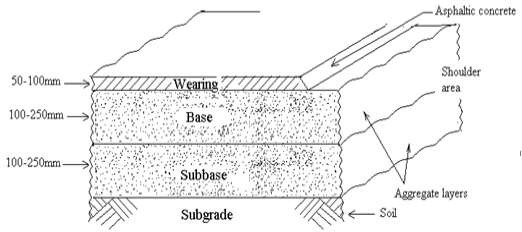 Asphaltic concrete
50-100mm
Wearing
Shoulder
area
100-250mm
Base
100-250mm
Subbase
Aggregate layers
Subgrade
Soil